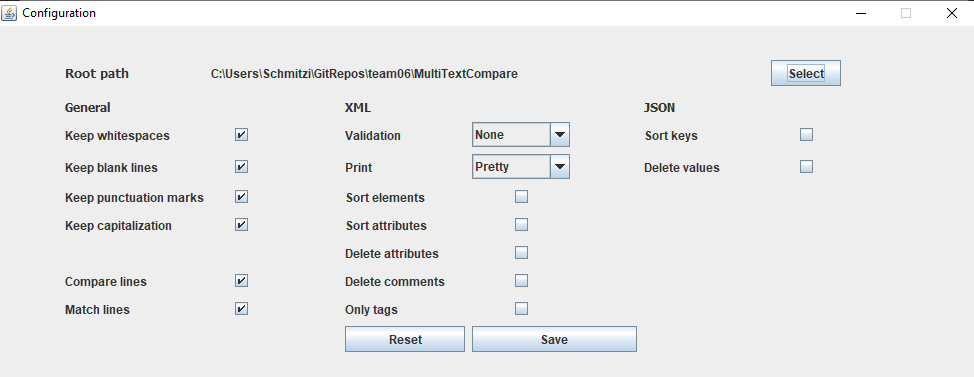 Configuration
Root path C:\Users\Schmitzi\GitRepos\team06\MultiTextCompare Select
General XML JSON
Keep whitespaces Validation None Sort keys
Keep blank lines Print Pretty Delete values
Keep punctuation marks Sort elements
Keep capitalization Sort attributes
Delete attributes
Compare lines Delete comments
Match lines Only tags
Reset Save